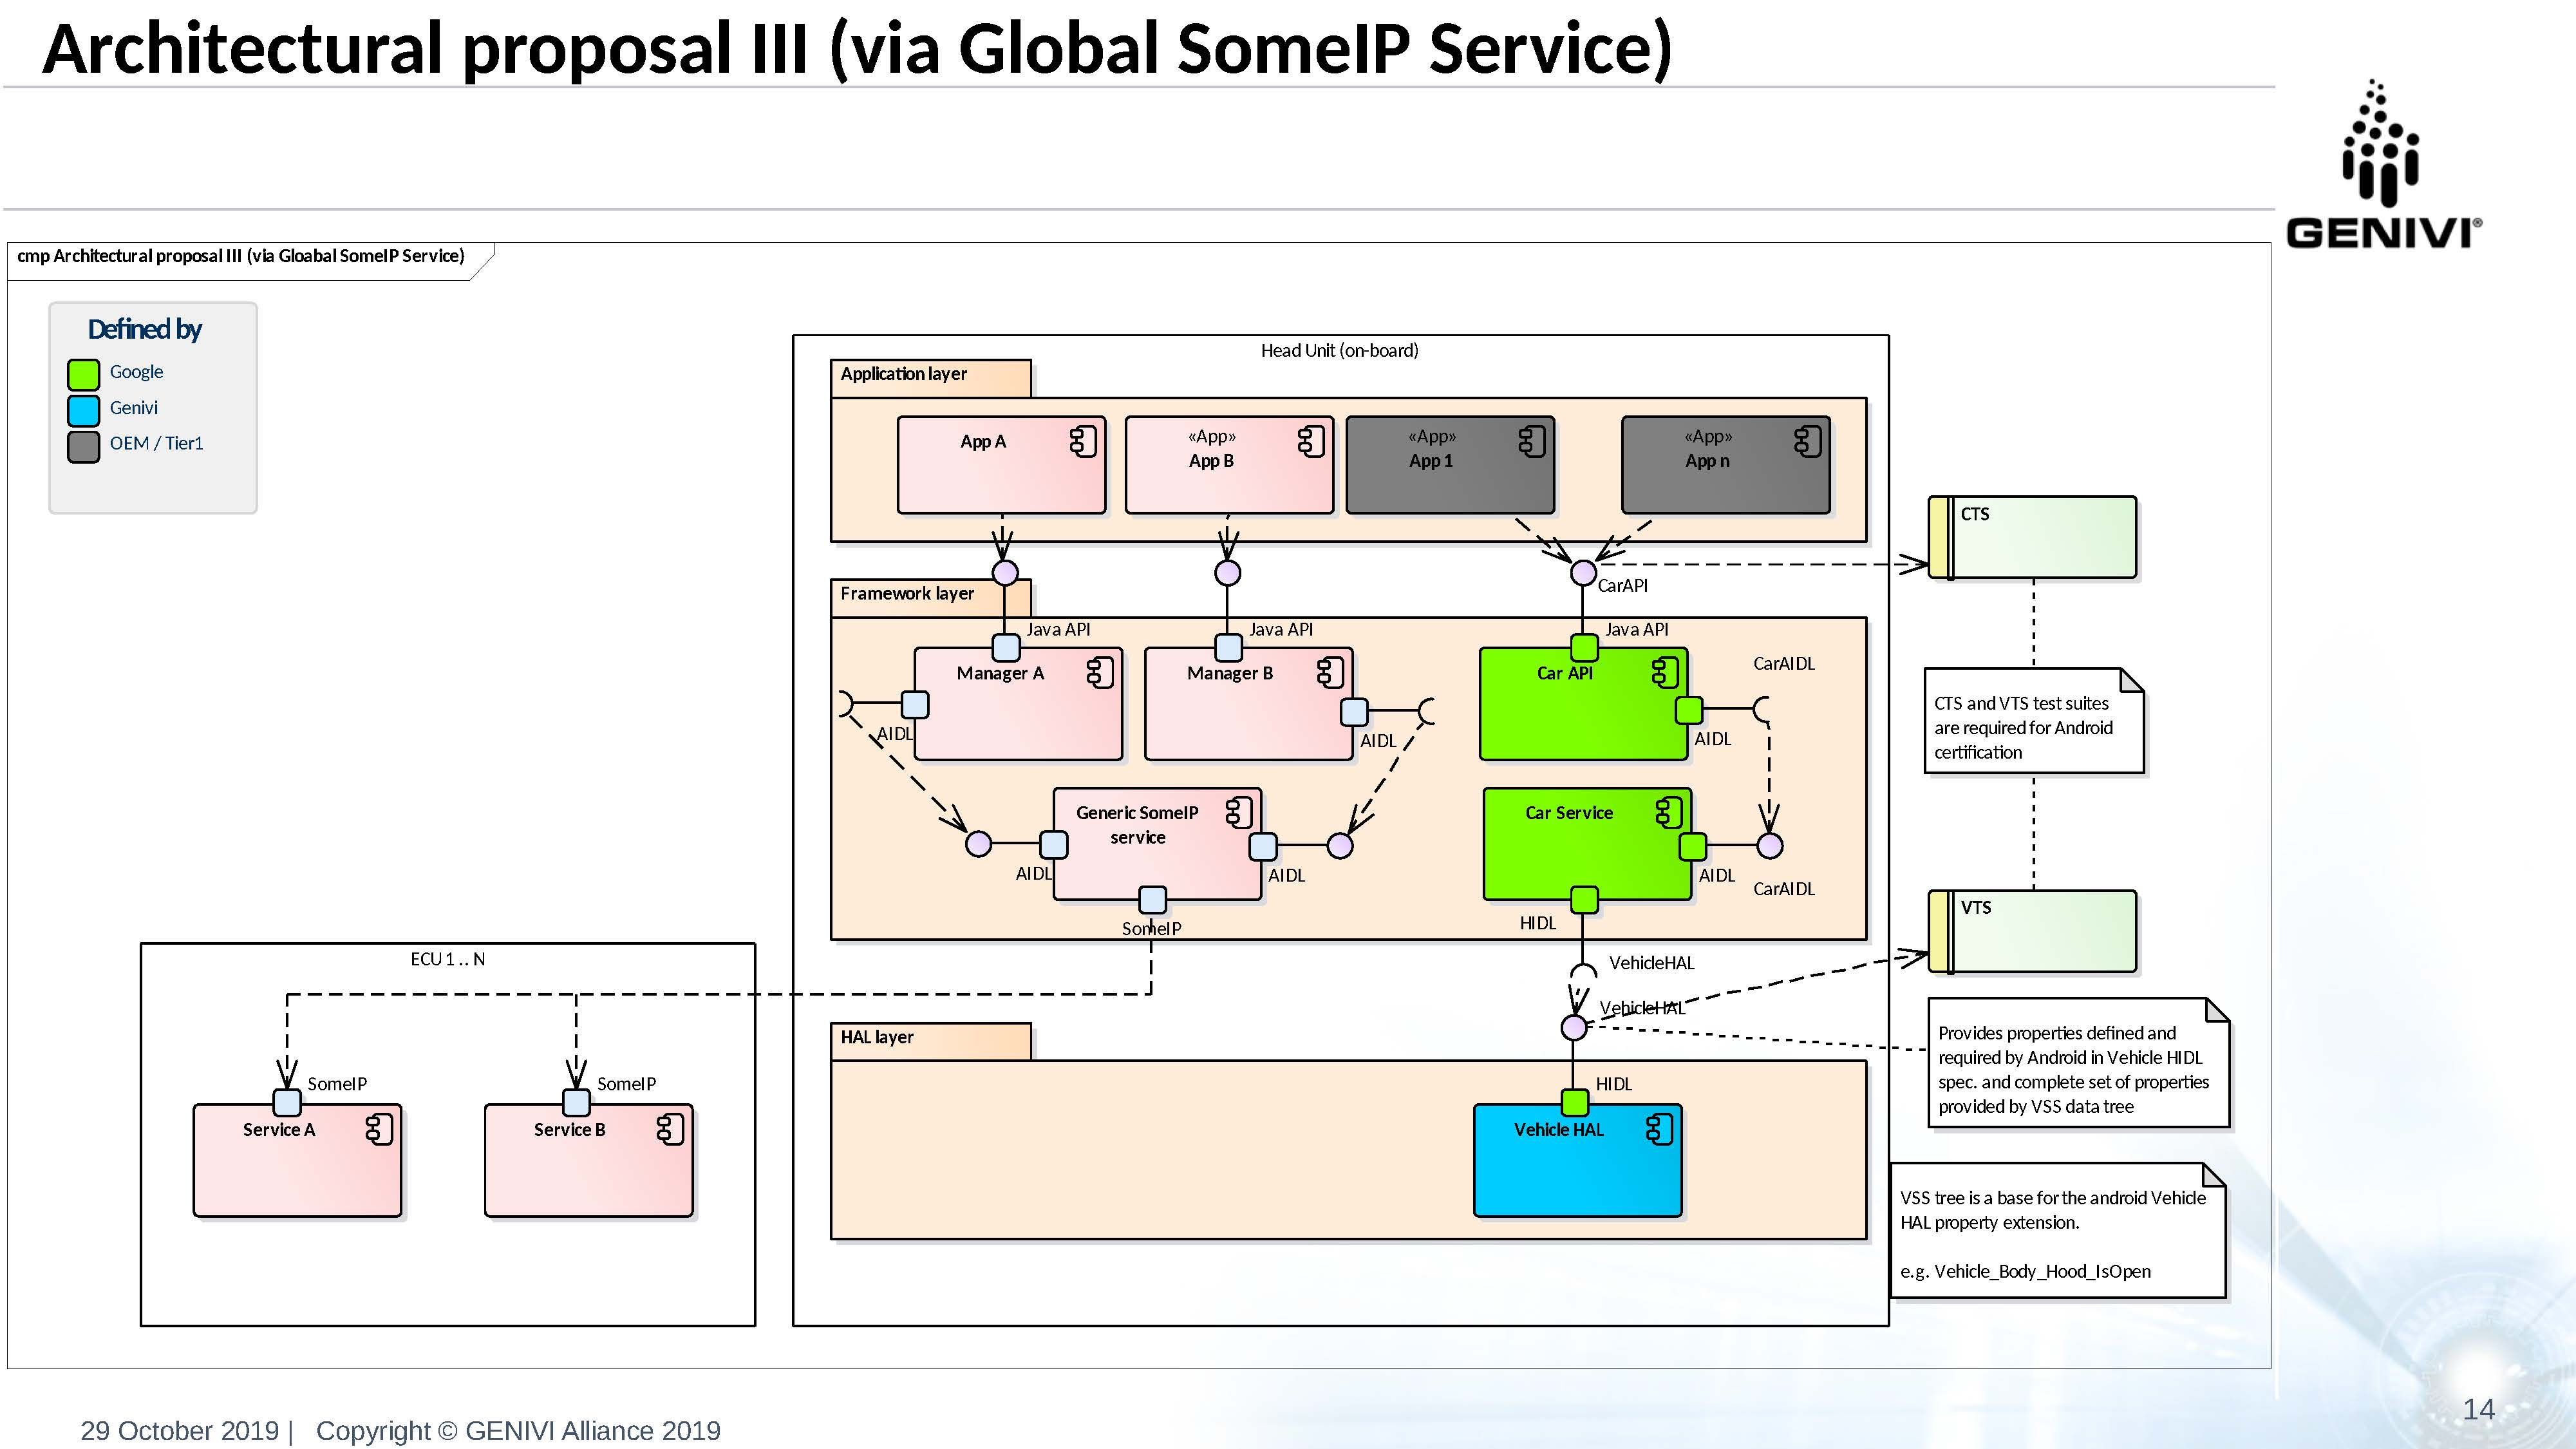 Architectural proposal III (via Global SomeIP Service)
GENIVI®
cmp Architectural proposal III (via Gloabal SomeIP Service)
Defined by
Google
Genivi
OEM / Tier1
Head Unit (on-board)
Application layer
App A
«App»
App B
«App»
App 1
«App»
App n
CarAPI
CTS
Framework layer
Java API
Java API
Java API
Manager A
Manager B
Car API
CarAIDL
AIDL
AIDL
AIDL
CTS and VTS test suites
are required for Android
certification
Generic SomeIP
service
Car Service
AIDL
AIDL
AIDL
CarAIDL
SomeIP
HIDL
VTS
VehicleHAL
VehicleHAL
ECU 1 .. N
SomeIP
SomeIP
Service A
Service B
HAL layer
HIDL
Vehicle HAL
Provides properties defined and
required by Android in Vehicle HIDL
spec. and complete set of properties
provided by VSS data tree
VSS tree is a base for the android Vehicle
HAL property extension.
e.g. Vehicle_Body_Hood_IsOpen
29 October 2019 | Copyright © GENIVI Alliance 2019
14